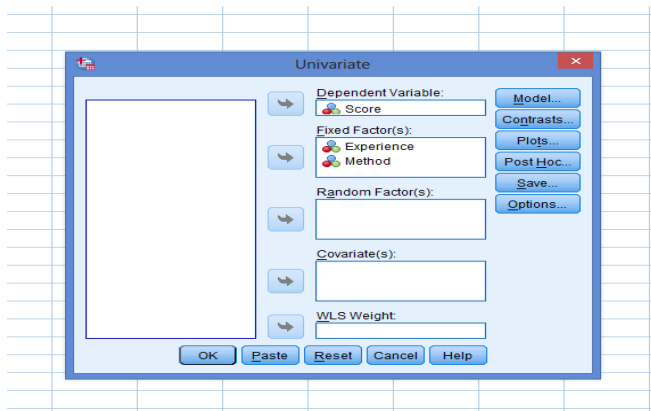 Univariate
Dependent Variable:
Score
Fixed Factor(s):
Experience
Method
Random Factor(s):
Covariate(s):
WLS Weight:
Model...
Contrasts...
Plots...
Post Hoc...
Save...
Options...
OK Paste Reset Cancel Help